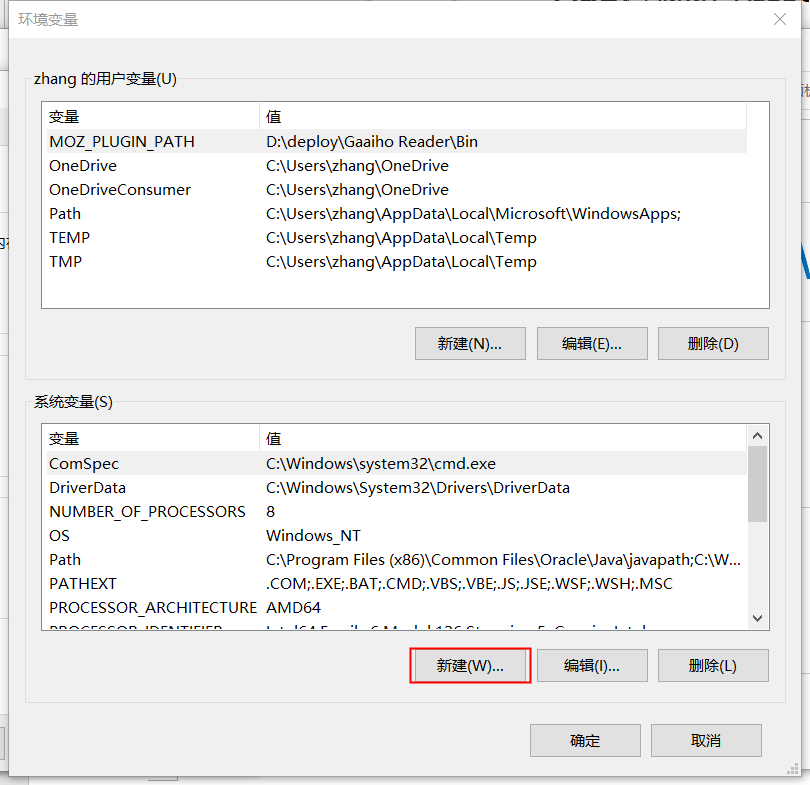 环境变量
zhang 的用户变量(U)
变量 值
MOZ_PLUGIN_PATH D:\deploy\Gaaiho Reader\Bin
OneDrive C:\Users\zhang\OneDrive
OneDriveConsumer C:\Users\zhang\OneDrive
Path C:\Users\zhang\AppData\Local\Microsoft\WindowsApps;
TEMP C:\Users\zhang\AppData\Local\Temp
TMP C:\Users\zhang\AppData\Local\Temp
新建(N)... 编辑(E)... 删除(D)
系统变量(S)
变量 值
ComSpec C:\Windows\system32\cmd.exe
DriverData C:\Windows\System32\Drivers\DriverData
NUMBER_OF_PROCESSORS 8
OS Windows_NT
Path C:\Program Files (x86)\Common Files\Oracle\Java\javapath;C:\W...
PATHEXT .COM;.EXE;.BAT;.CMD;.VBS;.VBE;.JS;.JSE;.WSF;.WSH;.MSC
PROCESSOR_ARCHITECTURE AMD64
新建(W)... 编辑(I)... 删除(L)
确定 取消